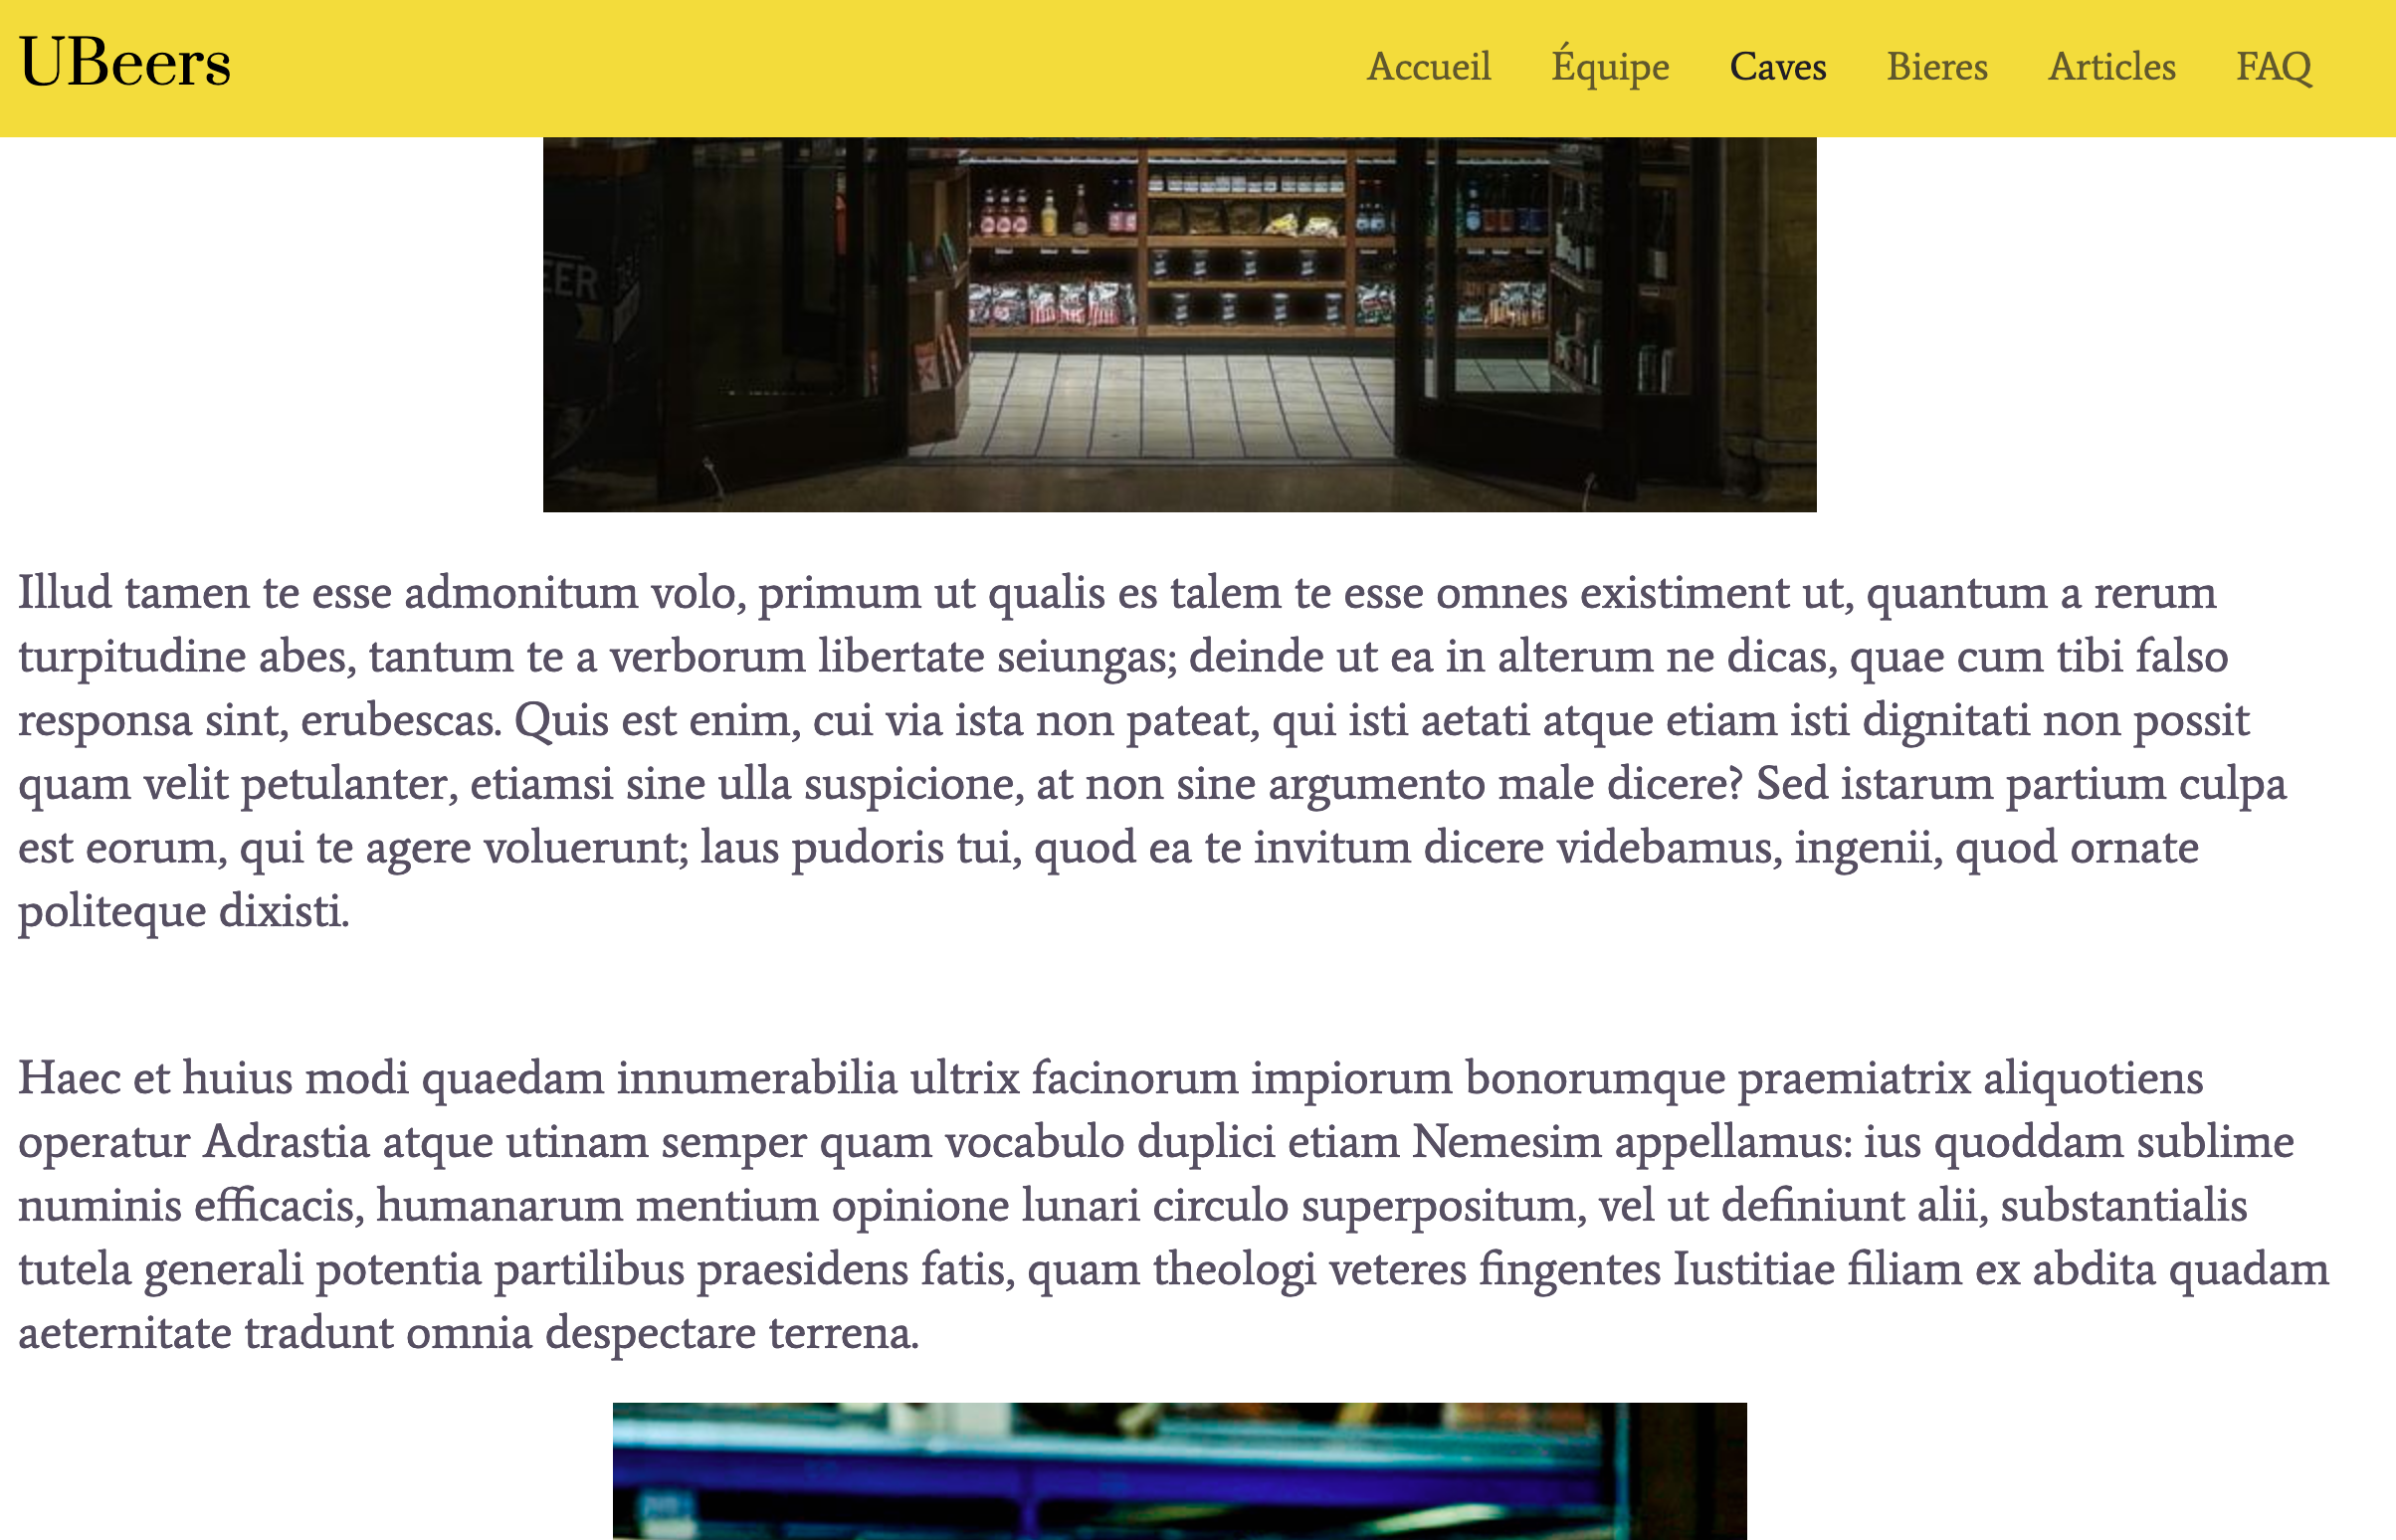 UBeers
Accueil Équipe Caves Bieres Articles FAQ
Illud tamen te esse admonitum volo, primum ut qualis es talem te esse omnes existiment ut, quantum a rerum
turpitudine abes, tantum te a verborum libertate seiungas; deinde ut ea in alterum ne dicas, quae cum tibi falso
responsa sint, erubescas. Quis est enim, cui via ista non pateat, qui isti aetati atque etiam isti dignitati non possit
quam velit petulanter, etiamsi sine ulla suspicione, at non sine argumento male dicere? Sed istarum partium culpa
est eorum, qui te agere voluerunt; laus pudoris tui, quod ea te invitum dicere videbamus, ingenii, quod ornate
politeque dixisti.
Haec et huius modi quaedam innumerabilia ultrix facinorum impiorum bonorumque praemiatrix aliquotiens
operatur Adrastia atque utinam semper quam vocabulo duplici etiam Nemesim appellamus: ius quoddam sublime
numinis efficacis, humanarum mentium opinione lunari circulo superpositum, vel ut definiunt alii, substantialis
tutela generali potentia partilibus praesidens fatis, quam theologi veteres fingentes Iustitiae filiam ex abdita quadam
aeternitate tradunt omnia despectare terrena.